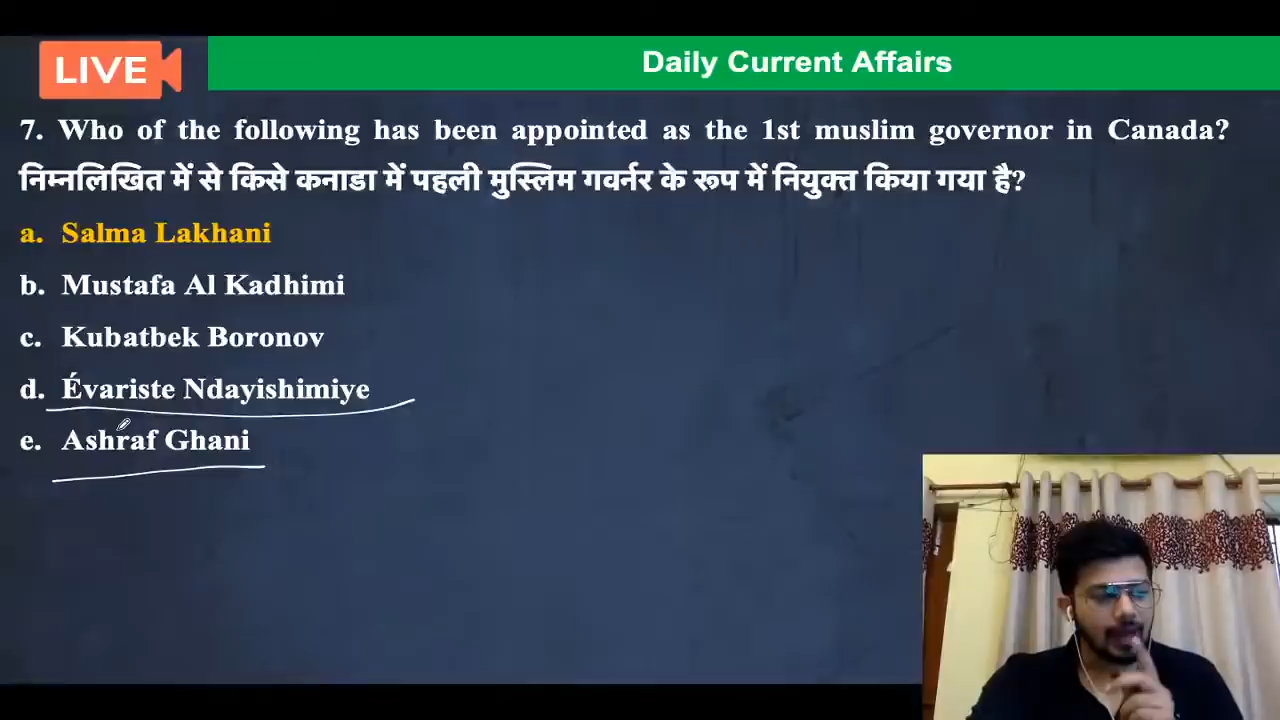 LIVE
Daily Current Affairs
7. Who of the following has been appointed as the 1st muslim governor in Canada?
निम्नलिखित में से किसे कनाडा में पहली मुस्लिम गवर्नर के रूप में नियुक्त किया गया है?
a. Salma Lakhani
b. Mustafa Al Kadhimi
c. Kubatbek Boronov
d. Évariste Ndayishimiye
e. Ashraf Ghani